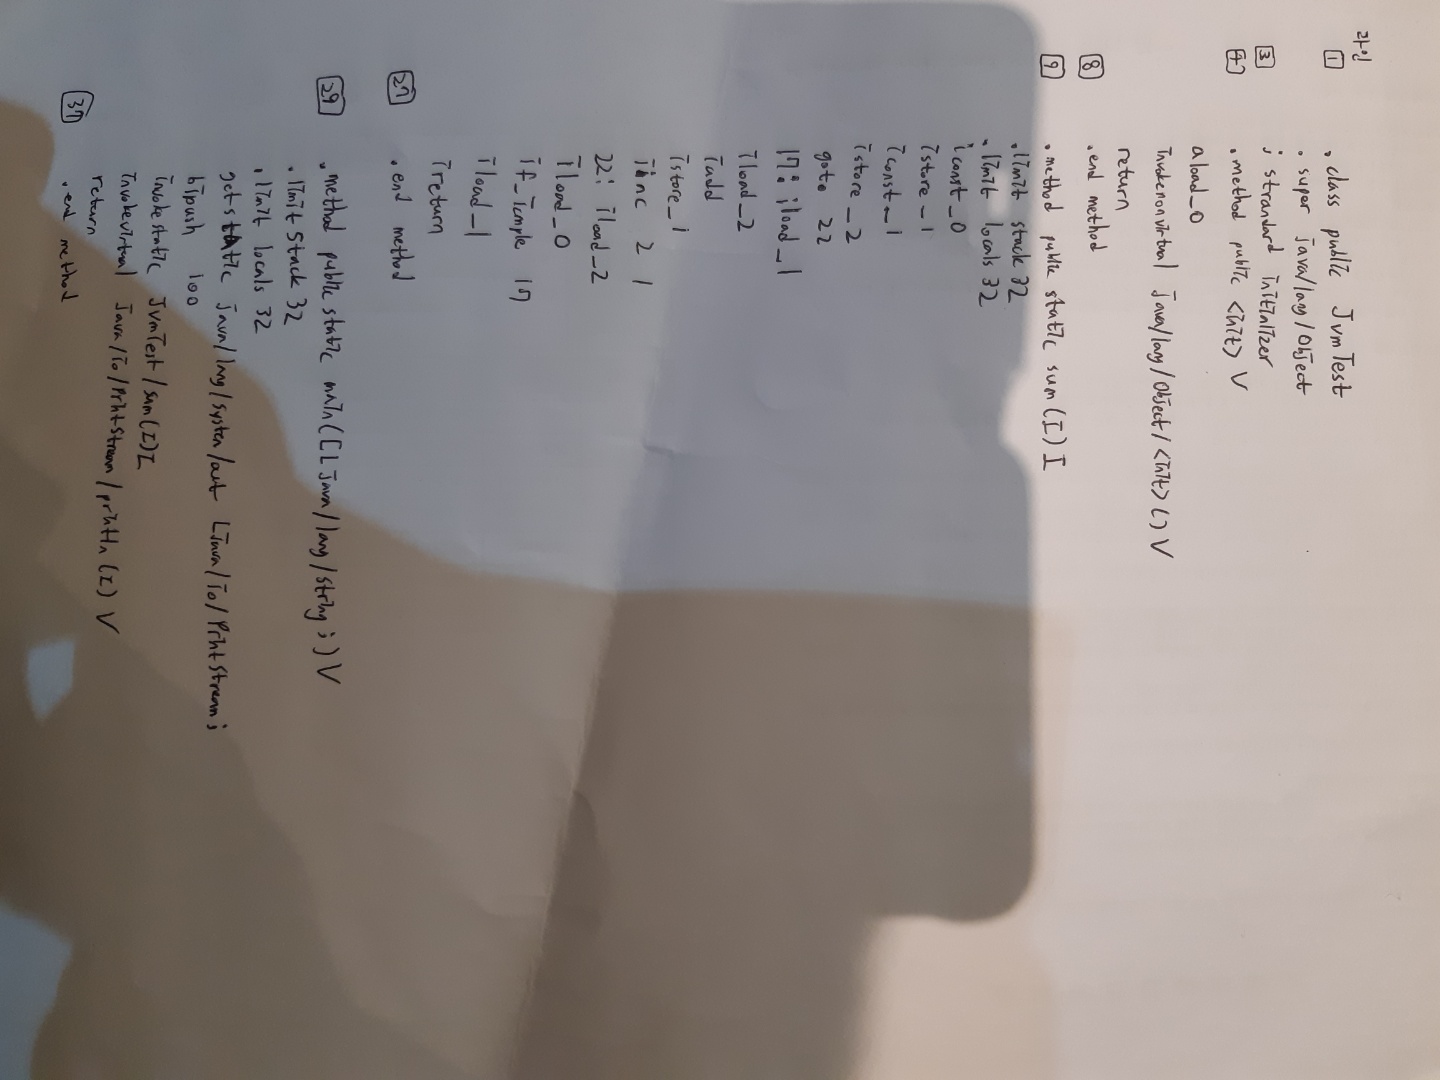 라인
1 .class public JvmTest
.super java/lang/Object
3 ; strandard initinlizer
4 .method public <init> V
aload_0
invokenonvirtual java/lang/Object/<init>()V
return
8 .end method
9 .method public static sum(I)I
.limit stack 32
.limit locals 32
iconst_0
istore_1
iconst_1
istore_2
goto 22
17: iload_1
iload_2
iadd
istore_1
iinc 2 1
22: iload_2
iload_0
if_icmple 17
iload_1
ireturn
27 .end method
29 .method public static main([Ljava/lang/string;)V
.limit stack 32
.limit locals 32
getstatic java/lang/system/out Ljava/io/PrintStream;
bipush 100
invokestatic JvmTest/sum(I)I
invokevirtual java/io/PrintStream/println(I)V
return
37 .end method